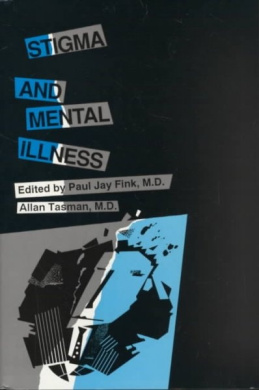 STIGMA
AND
MENTAL
ILLNESS
Edited by Paul Jay Fink, M.D.
Allan Tasman, M.D.